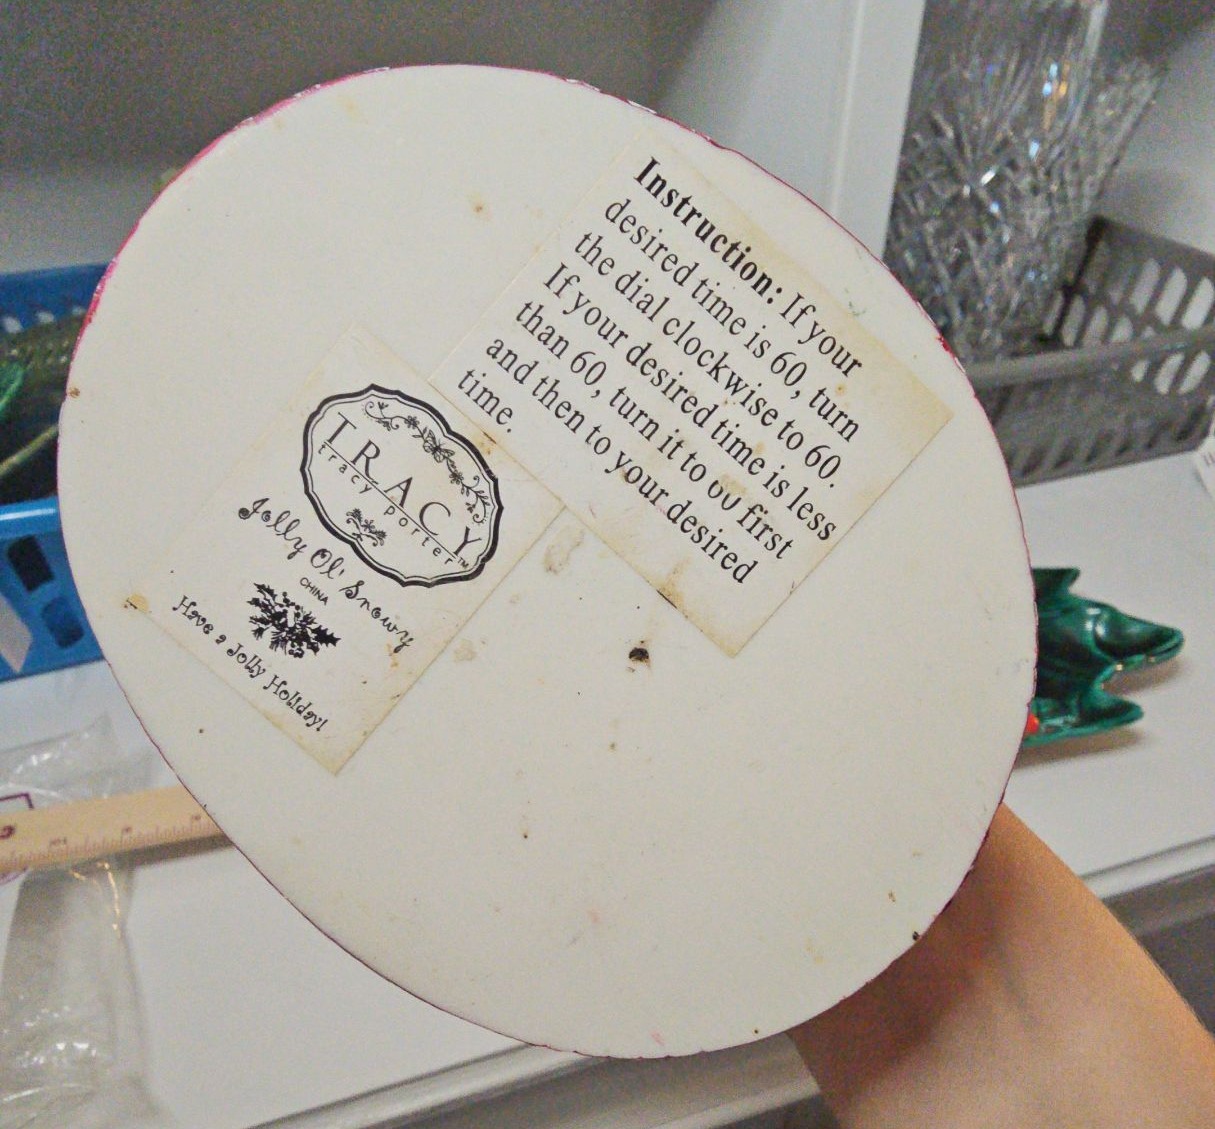 Instruction: If your
desired time is 60, turn
the dial clockwise to 60.
If your desired time is less
than 60, turn it to 60 first
and then to your desired
time.
TRACY
tracy porter™
Jolly Ol' Snowy
CHINA
Have a Jolly Holiday!